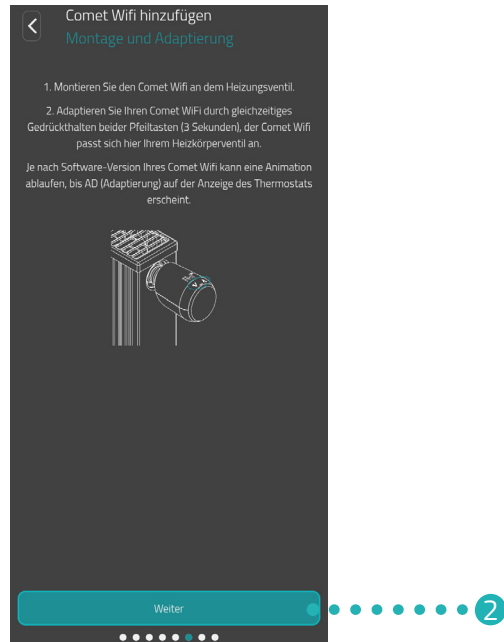 Comet Wifi hinzufügen
Montage und Adaptierung
1. Montieren Sie den Comet Wifi an dem Heizungsventil.
2. Adaptieren Sie Ihren Comet WiFi durch gleichzeitiges
Gedrückthalten beider Pfeiltasten (3 Sekunden), der Comet Wifi
passt sich hier Ihrem Heizkörperventil an.
Je nach Software-Version Ihres Comet Wifi kann eine Animation
ablaufen, bis AD (Adaptierung) auf der Anzeige des Thermostats
erscheint.
Weiter
2